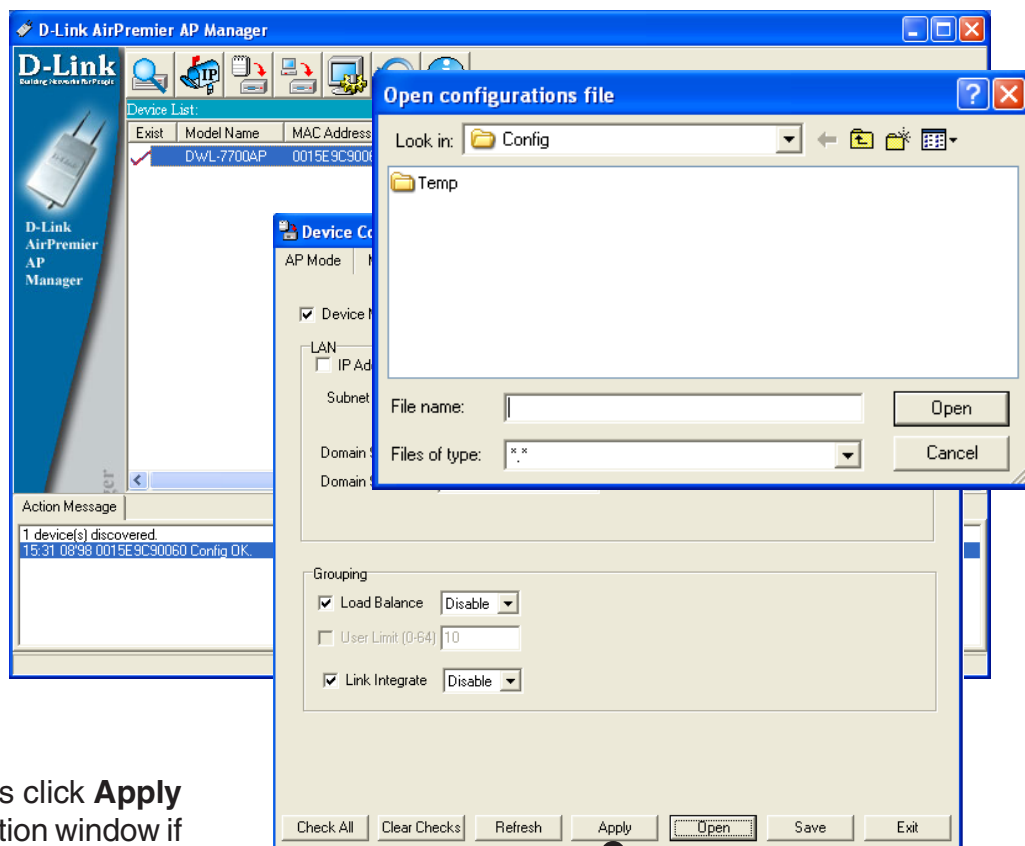 D-Link AirPremier AP Manager
D-Link
Building Networks for People
IP
Device List:
Exist Model Name MAC Address
DWL-7700AP 0015E9C9006
D-Link
AirPremier
AP
Manager
Open configurations file
Look in: Config
Temp
File name:
Files of type: *.*
Open
Cancel
Device Co
AP Mode
Device
LAN
IP Ad
Subnet
Domain S
Domain S
Action Message
1 device(s) discovered.
15:31 08'98 0015E9C90060 Config OK.
Grouping
Load Balance Disable
User Limit (0-64) 10
Link Integrate Disable
Check All Clear Checks Refresh Apply Open Save Exit
s click Apply
tion window if